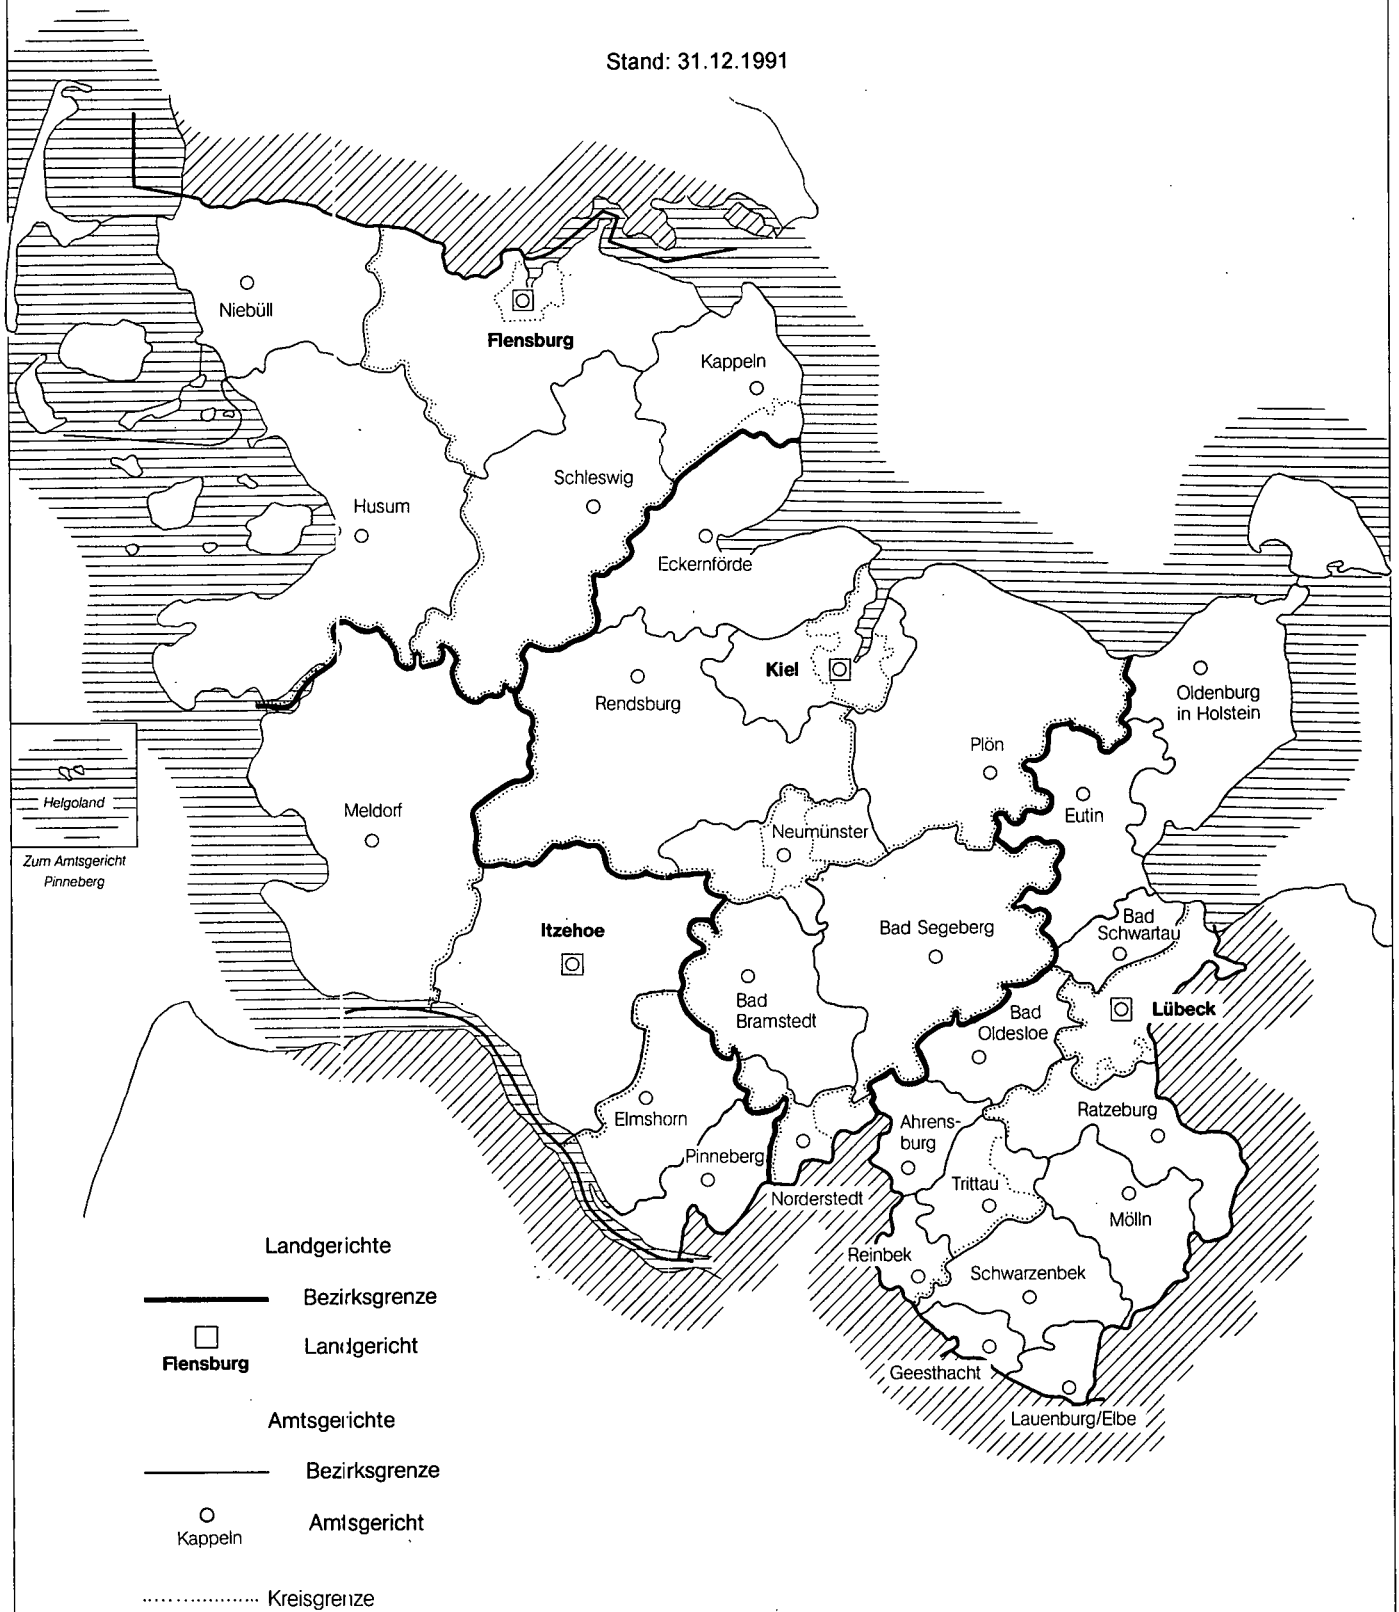 Stand: 31.12.1991
Niebüll
Flensburg
Kappeln
Schleswig
Husum
Eckernförde
Kiel
Rendsburg
Oldenburg
in Holstein
Plön
Helgoland
Zum Amtsgericht
Pinneberg
Meldorf
Eutin
Neumünster
Itzehoe
Bad Segeberg
Bad
Schwartau
Bad
Bramstedt
Bad
Oldesloe
Lübeck
Elmshorn
Ahrens-
burg
Ratzeburg
Pinneberg
Trittau
Norderstedt
Mölln
Reinbek
Schwarzenbek
Geesthacht
Lauenburg/Elbe
Landgerichte
Bezirksgrenze
Landgericht
Flensburg
Amtsgerichte
Bezirksgrenze
Amtsgericht
Kappeln
Kreisgrenze